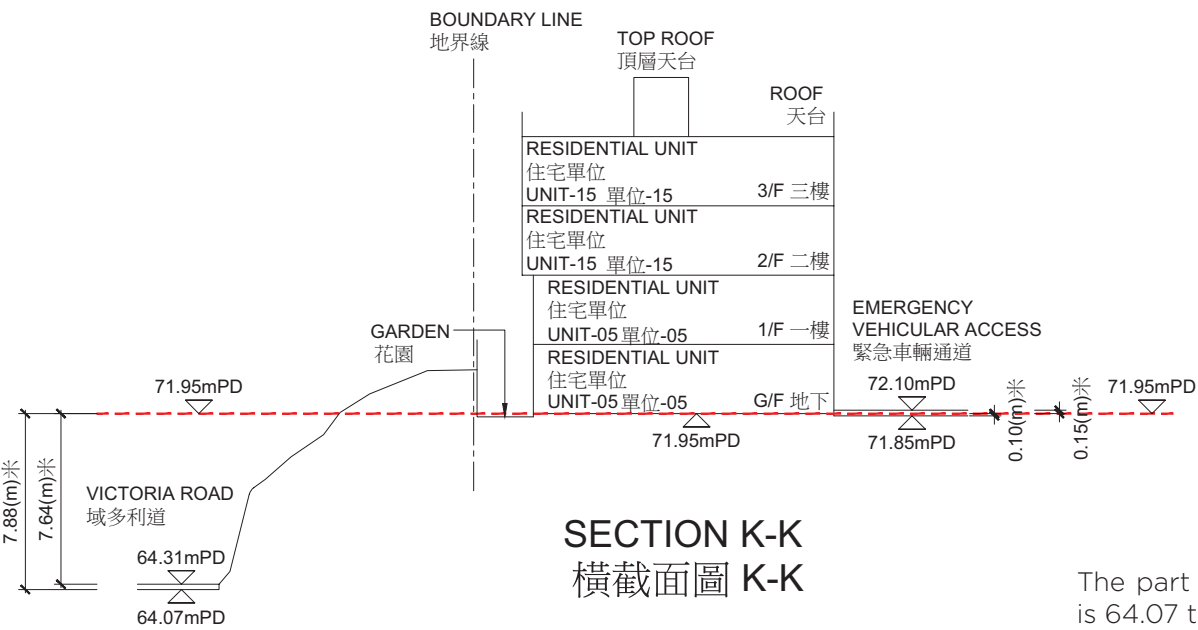 BOUNDARY LINE
地界線
TOP ROOF
頂層天台
ROOF
天台
RESIDENTIAL UNIT
住宅單位
UNIT-15 單位-15
3/F 三樓
RESIDENTIAL UNIT
住宅單位
UNIT-15 單位-15
2/F 二樓
RESIDENTIAL UNIT
住宅單位
UNIT-05 單位-05
1/F 一樓
RESIDENTIAL UNIT
住宅單位
UNIT-05 單位-05
G/F 地下
GARDEN
花園
EMERGENCY
VEHICULAR ACCESS
緊急車輛通道
71.95mPD
72.10mPD
71.95mPD
71.95mPD
71.85mPD
0.10(m)米
0.15(m)米
7.88(m)米
7.64(m)米
VICTORIA ROAD
域多利道
64.31mPD
64.07mPD
SECTION K-K
橫截面圖 K-K
The part
is 64.07 t